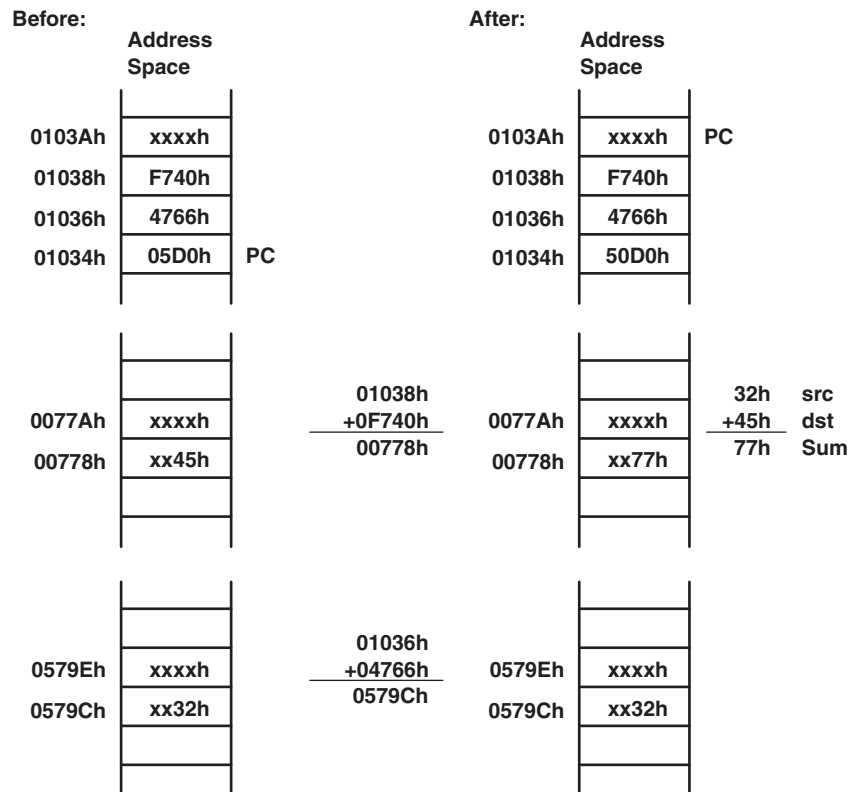 Before:
After:
Address
Space
Address
Space
0103Ah xxxxh
0103Ah xxxxh PC
01038h F740h
01038h F740h
01036h 4766h
01036h 4766h
01034h 05D0h PC
01034h 50D0h
01038h
32h src
0077Ah xxxxh
+0F740h
0077Ah xxxxh
+45h dst
00778h xx45h
00778h
00778h xx77h
77h Sum
01036h
0579Eh xxxxh
+04766h
0579Eh xxxxh
0579Ch xx32h
0579Ch
0579Ch xx32h